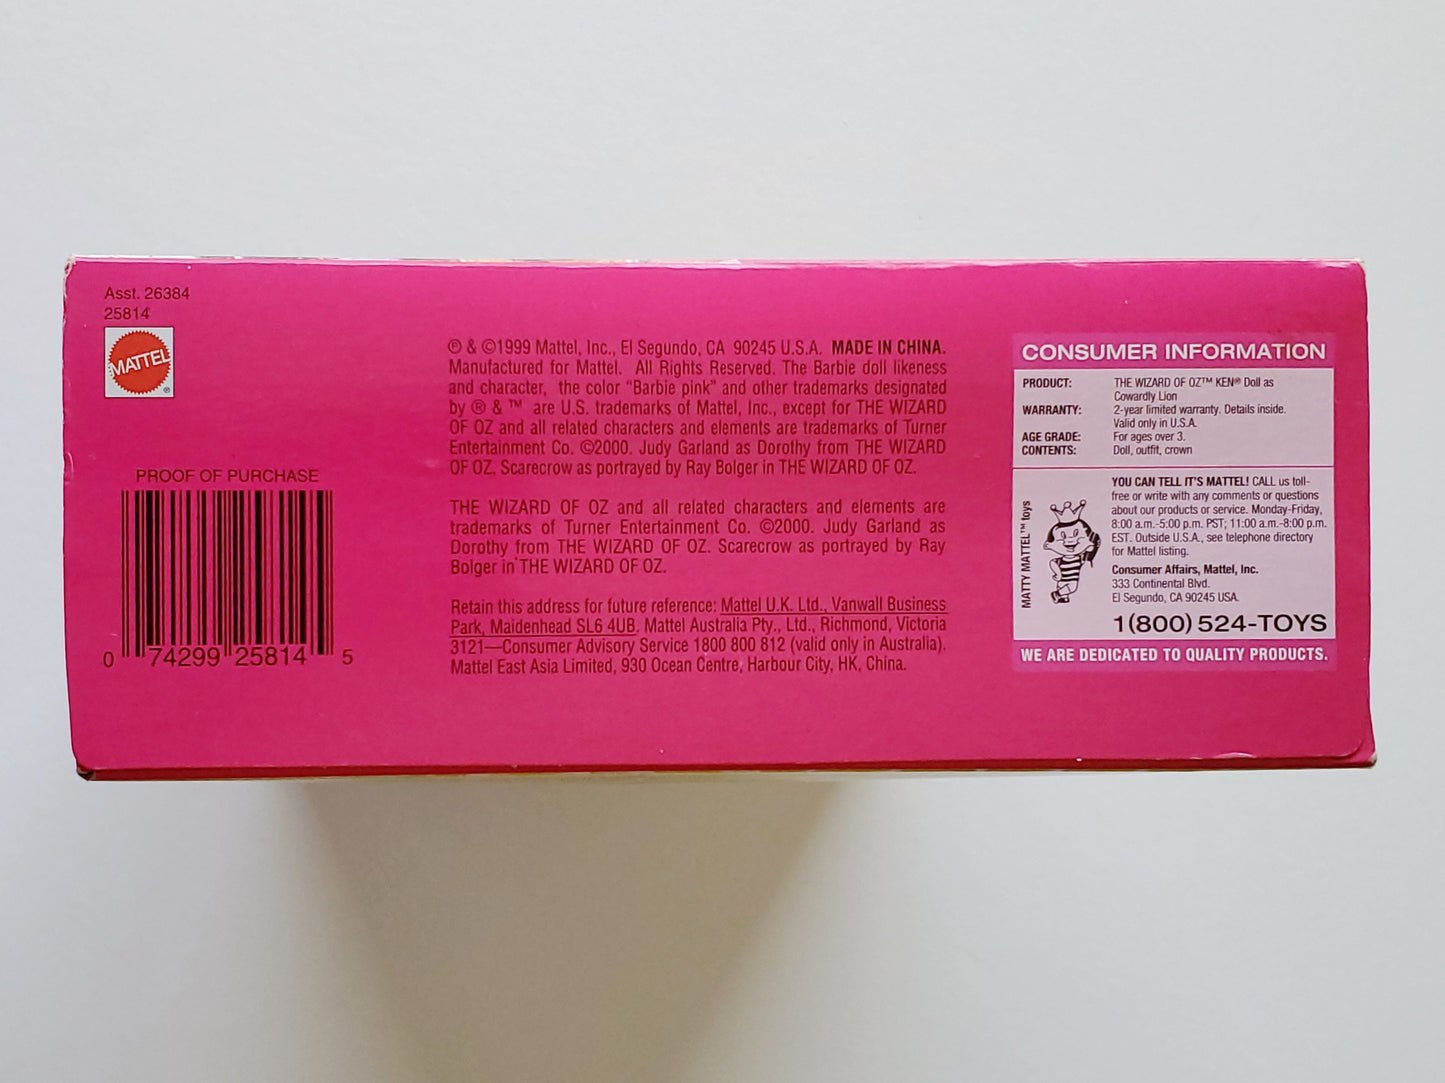 Asst. 26384
25814
MATTEL
®
PROOF OF PURCHASE
0 74299 25814 5
® & ©1999 Mattel, Inc., El Segundo, CA 90245 U.S.A. MADE IN CHINA.
Manufactured for Mattel. All Rights Reserved. The Barbie doll likeness
and character, the color "Barbie pink" and other trademarks designated
by ® & ™ are U.S. trademarks of Mattel, Inc., except for THE WIZARD
OF OZ and all related characters and elements are trademarks of Turner
Entertainment Co. ©2000. Judy Garland as Dorothy from THE WIZARD
OF OZ. Scarecrow as portrayed by Ray Bolger in THE WIZARD OF OZ.
THE WIZARD OF OZ and all related characters and elements are
trademarks of Turner Entertainment Co. ©2000. Judy Garland as
Dorothy from THE WIZARD OF OZ. Scarecrow as portrayed by Ray
Bolger in THE WIZARD OF OZ.
Retain this address for future reference: Mattel U.K. Ltd., Vanwall Business
Park, Maidenhead SL6 4UB. Mattel Australia Pty., Ltd., Richmond, Victoria
3121—Consumer Advisory Service 1800 800 812 (valid only in Australia).
Mattel East Asia Limited, 930 Ocean Centre, Harbour City, HK, China.
CONSUMER INFORMATION
PRODUCT: THE WIZARD OF OZ™ KEN® Doll as
Cowardly Lion
WARRANTY: 2-year limited warranty. Details inside.
Valid only in U.S.A.
AGE GRADE: For ages over 3.
CONTENTS: Doll, outfit, crown
MATTY MATTEL™ toys
YOU CAN TELL IT'S MATTEL! CALL us toll-
free or write with any comments or questions
about our products or service. Monday-Friday,
8:00 a.m.-5:00 p.m. PST; 11:00 a.m.-8:00 p.m.
EST. Outside U.S.A., see telephone directory
for Mattel listing.
Consumer Affairs, Mattel, Inc.
333 Continental Blvd.
El Segundo, CA 90245 USA.
1(800) 524-TOYS
WE ARE DEDICATED TO QUALITY PRODUCTS.